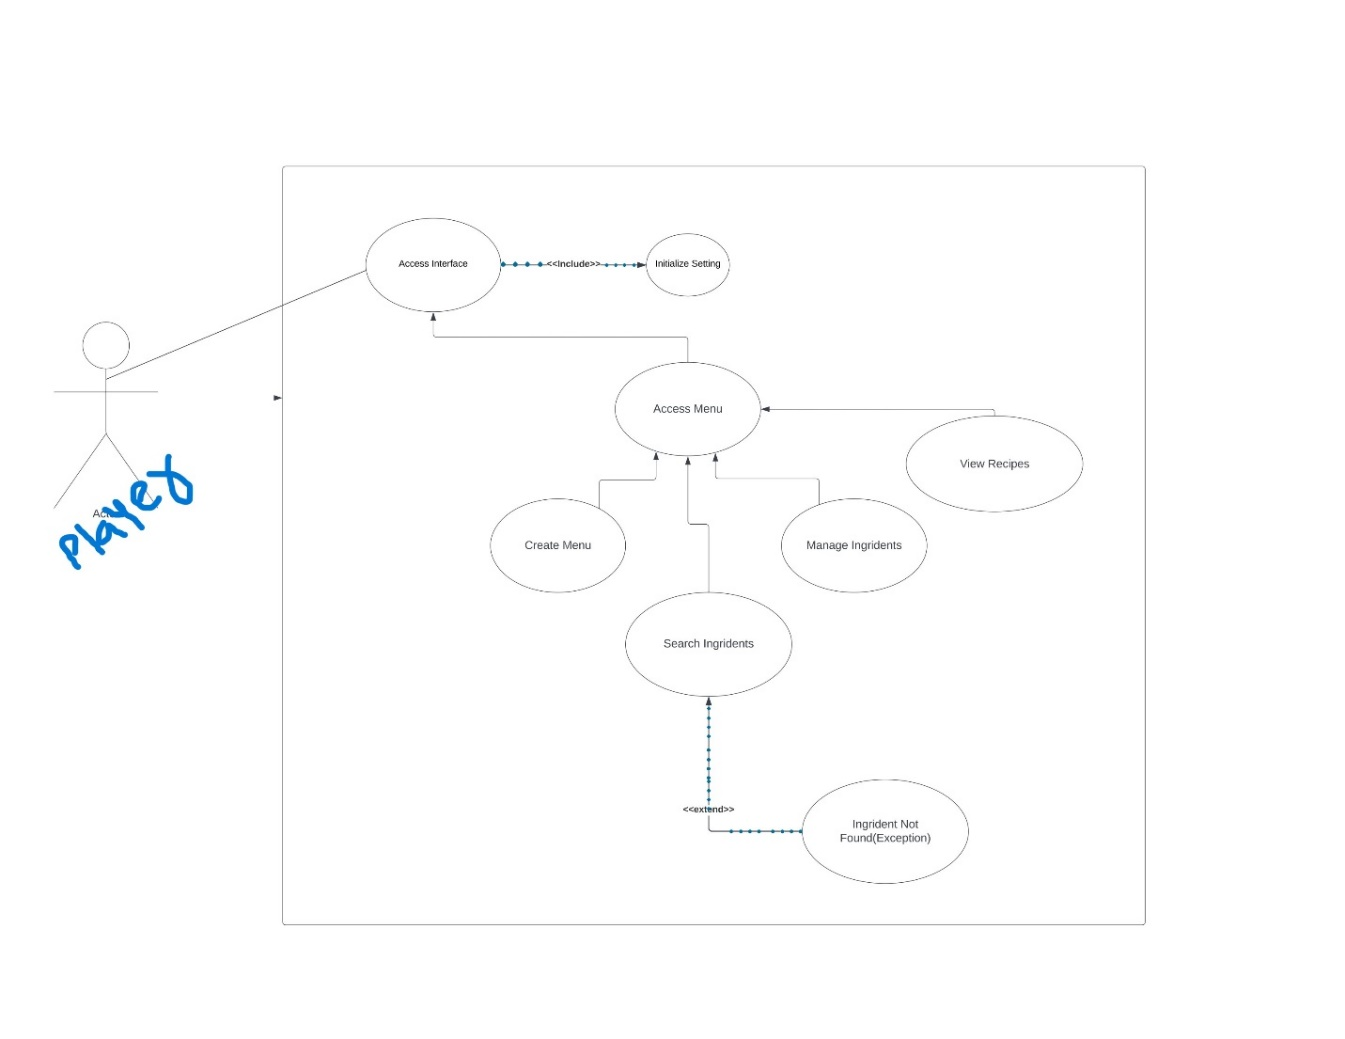 Access Interface
<<Include>>
Initialize Setting
Access Menu
View Recipes
Player
Create Menu
Manage Ingridents
Search Ingridents
<<extend>>
Ingrident Not
Found(Exception)